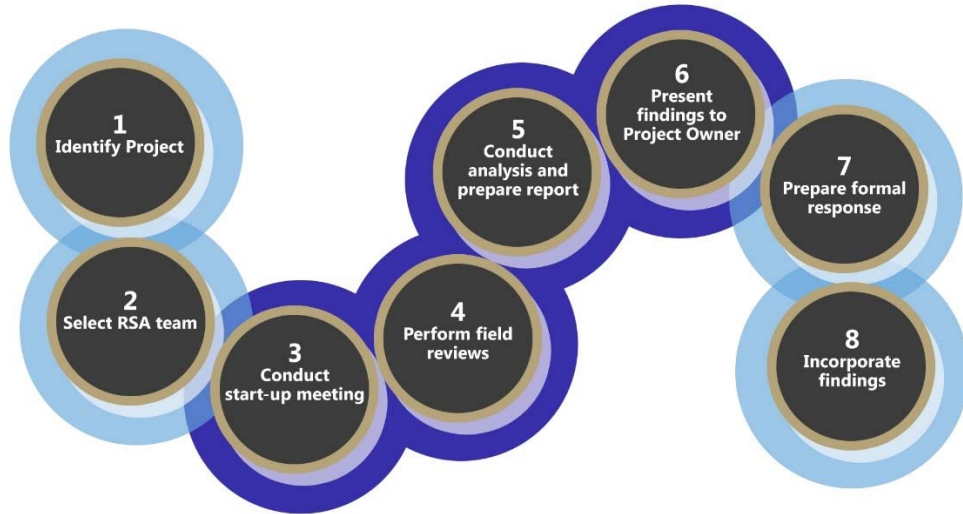 1
Identify Project
2
Select RSA team
3
Conduct
start-up meeting
4
Perform field
reviews
5
Conduct
analysis and
prepare report
6
Present
findings to
Project Owner
7
Prepare formal
response
8
Incorporate
findings